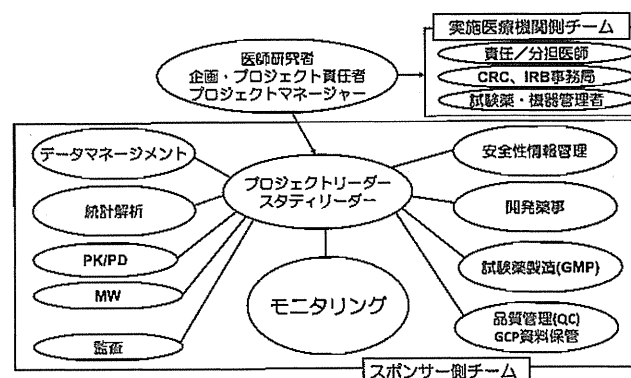 実施医療機関側チーム
責任/分担医師
CRC、IRB事務局
試験薬・機器管理者
医師研究者
企画・プロジェクト責任者
プロジェクトマネージャー
データマネージメント
統計解析
PK/PD
MW
監査
プロジェクトリーダー
スタディリーダー
モニタリング
安全性情報管理
開発薬事
試験薬製造(GMP)
品質管理(QC)
GCP資料保管
スポンサー側チーム